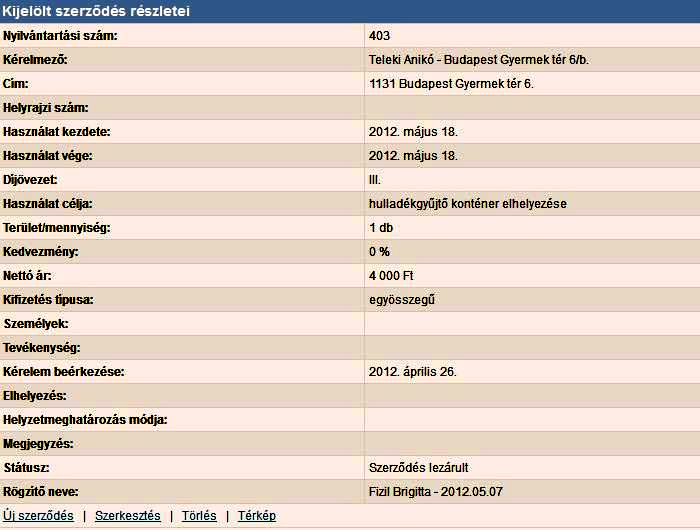 Kijelölt szerződés részletei
Nyilvántartási szám: 403
Kérelmező: Teleki Anikó - Budapest Gyermek tér 6/b.
Cím: 1131 Budapest Gyermek tér 6.
Helyrajzi szám:
Használat kezdete: 2012. május 18.
Használat vége: 2012. május 18.
Díjövezet: III.
Használat célja: hulladékgyűjtő konténer elhelyezése
Terület/mennyiség: 1 db
Kedvezmény: 0 %
Nettó ár: 4 000 Ft
Kifizetés típusa: egyösszegű
Személyek:
Tevékenység:
Kérelem beérkezése: 2012. április 26.
Elhelyezés:
Helyzetmeghatározás módja:
Megjegyzés:
Státusz: Szerződés lezárult
Rögzítő neve: Fizil Brigitta - 2012.05.07
Új szerződés | Szerkesztés | Törlés | Térkép